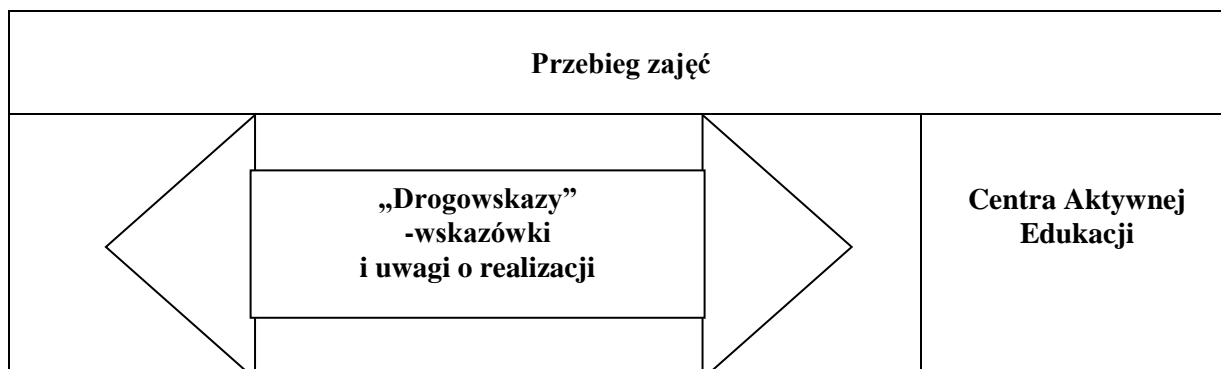 Przebieg zajęć
„Drogowskazy”
-wskazówki
i uwagi o realizacji
Centra Aktywnej
Edukacji